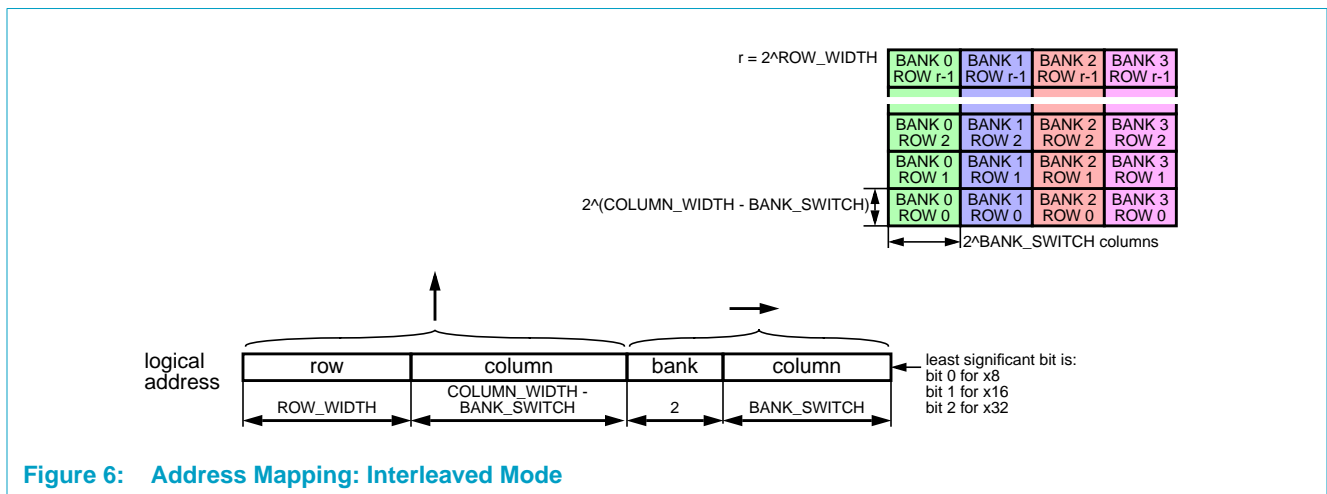 r = 2^ROW_WIDTH
BANK 0 BANK 1 BANK 2 BANK 3
ROW r-1 ROW r-1 ROW r-1 ROW r-1
BANK 0 BANK 1 BANK 2 BANK 3
ROW 2 ROW 2 ROW 2 ROW 2
BANK 0 BANK 1 BANK 2 BANK 3
ROW 1 ROW 1 ROW 1 ROW 1
2^(COLUMN_WIDTH - BANK_SWITCH)
BANK 0 BANK 1 BANK 2 BANK 3
ROW 0 ROW 0 ROW 0 ROW 0
2^BANK_SWITCH columns
logical
address
row column bank column
least significant bit is:
bit 0 for x8
bit 1 for x16
bit 2 for x32
ROW_WIDTH
COLUMN_WIDTH -
BANK_SWITCH
2
BANK_SWITCH
Figure 6: Address Mapping: Interleaved Mode